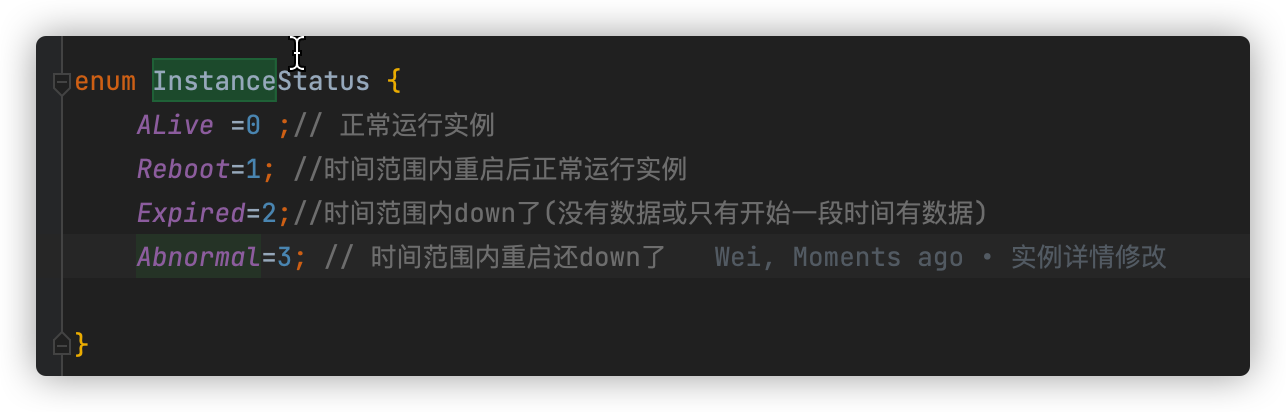 enum InstanceStatus {
ALive =0 ;// 正常运行实例
Reboot=1; //时间范围内重启后正常运行实例
Expired=2;//时间范围内down了(没有数据或只有开始一段时间有数据)
Abnormal=3; // 时间范围内重启还down了 Wei, Moments ago • 实例详情修改
}